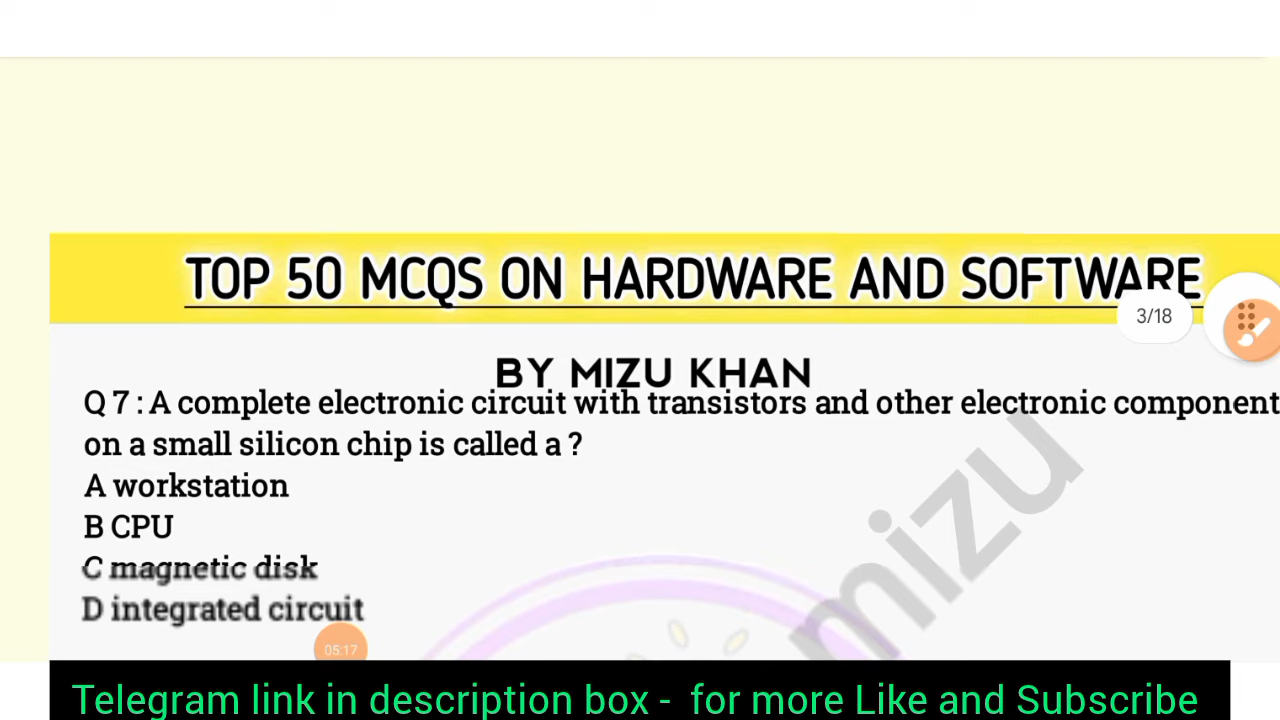 TOP 50 MCQS ON HARDWARE AND SOFTWARE
3/18
BY MIZU KHAN
Q 7 : A complete electronic circuit with transistors and other electronic component
on a small silicon chip is called a ?
A workstation
B CPU
C magnetic disk
D integrated circuit
mizu
05:17
Telegram link in description box - for more Like and Subscribe